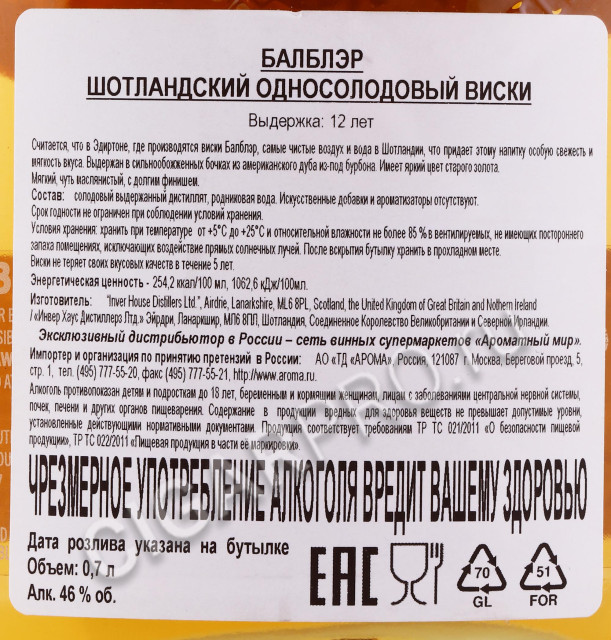 БАЛБЛЭР
ШОТЛАНДСКИЙ ОДНОСОЛОДОВЫЙ ВИСКИ
Выдержка: 12 лет
Считается, что в Эдиртоне, где производятся виски Балблэр, самые чистые воздух и вода в Шотландии, что придает этому напитку особую свежесть и
мягкость вкуса. Выдержан в сильнообожженных бочках из американского дуба из-под бурбона. Имеет яркий цвет старого золота.
Мягкий, чуть маслянистый, с долгим финишем.
Состав: солодовый выдержанный дистиллят, родниковая вода. Искусственные добавки и ароматизаторы отсутствуют.
Срок годности не ограничен при соблюдении условий хранения.
Условия хранения: хранить при температуре от +5°С до +25°С и относительной влажности не более 85 % в вентилируемых, не имеющих постороннего
запаха помещениях, исключающих воздействие прямых солнечных лучей. После вскрытия бутылку хранить в прохладном месте.
Виски не теряет своих вкусовых качеств в течение 5 лет.
Энергетическая ценность - 254,2 ккал/100 мл, 1062,6 кДж/100мл.
Изготовитель: "Inver House Distillers Ltd.", Airdrie, Lanarkshire, ML6 8PL, Scotland, the United Kingdom of Great Britain and Nothern Ireland
/ «Инвер Хаус Дистиллерз Лтд.» Эйрдри, Ланаркшир, МЛ6 8ПЛ, Шотландия, Соединенное Королевство Великобритании и Северной Ирландии.
Эксклюзивный дистрибьютор в России – сеть винных супермаркетов «Ароматный мир».
Импортер и организация по принятию претензий в России: АО «ТД «АРОМА», Россия, 121087 г. Москва, Береговой проезд, 5,
стр. 1, тел. (495) 777-55-20, факс (495) 777-55-21, http://www.aroma.ru.
Алкоголь противопоказан детям и подросткам до 18 лет, беременным и кормящим женщинам, лицам с заболеваниями центральной нервной системы,
почек, печени и других органов пищеварения. Содержание в продукции вредных для здоровья веществ не превышает допустимые уровни,
установленные действующими нормативными документами. Продукция соответствует требованиям ТР ТС 021/2011 «О безопасности пищевой
продукции», ТР ТС 022/2011 «Пищевая продукция в части её маркировки».
ЧРЕЗМЕРНОЕ УПОТРЕБЛЕНИЕ АЛКОГОЛЯ ВРЕДИТ ВАШЕМУ ЗДОРОВЬЮ
Дата розлива указана на бутылке
Объем: 0,7 л
Алк. 46 % об.
EAC
70
GL
51
FOR
CIGARPRO.ru